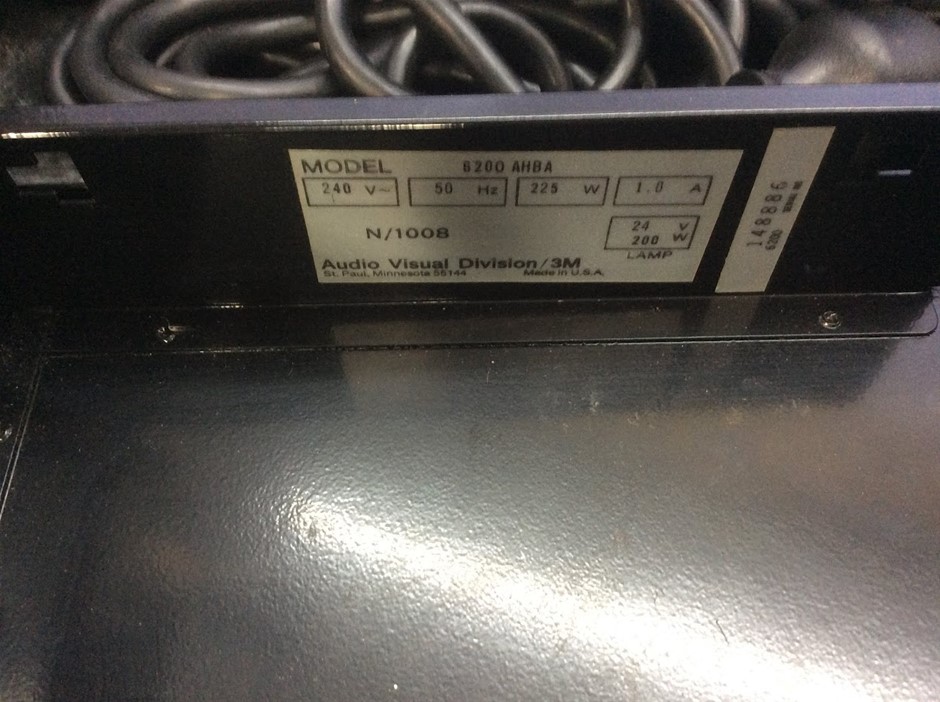 MODEL 6200 AHBA
240 V~ 50 Hz 225 W 1.0 A
N/1008
24 V
200 W
LAMP
Audio Visual Division/3M
St. Paul, Minnesota 55144 Made in U.S.A.
148886
6200